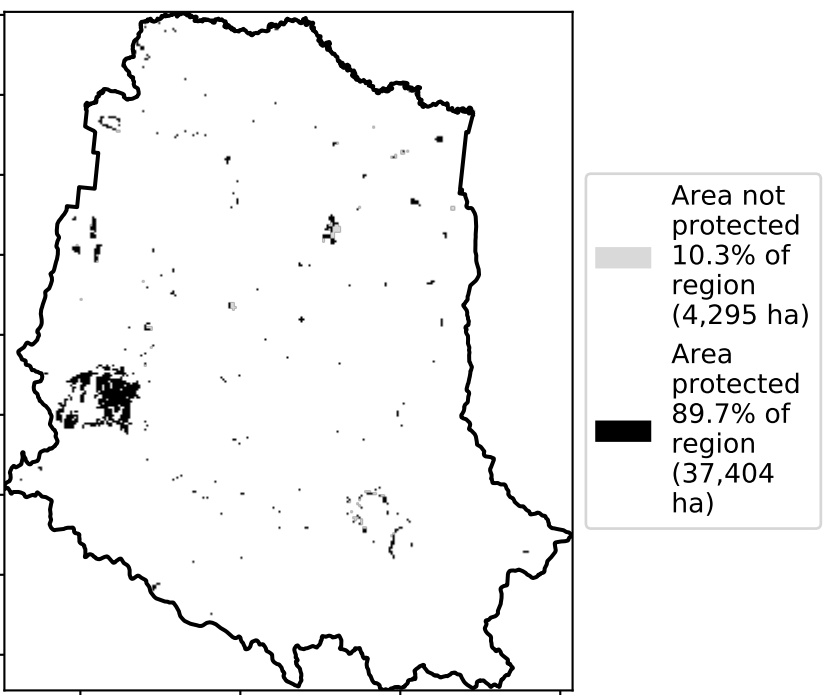 Area not
protected
10.3% of
region
(4,295 ha)
Area
protected
89.7% of
region
(37,404
ha)